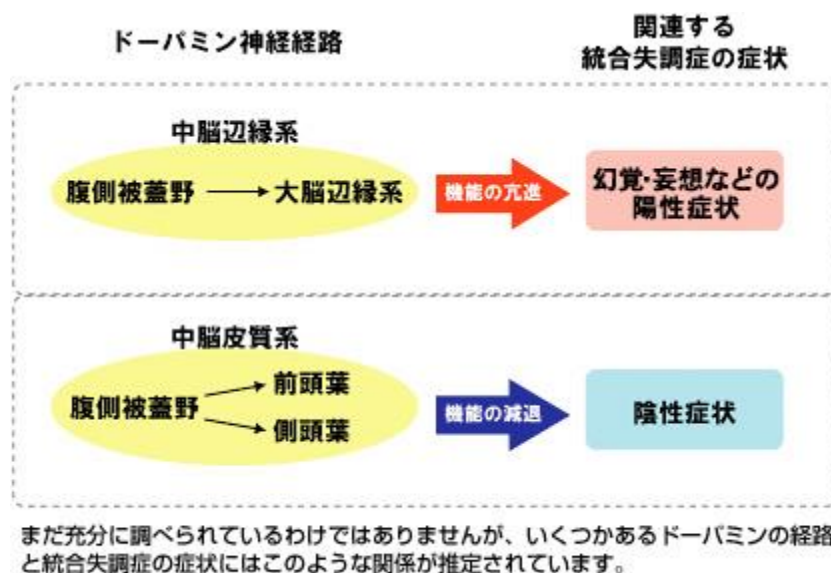 ドーパミン神経経路
関連する
統合失調症の症状
中脳辺縁系
腹側被蓋野
大脳辺縁系
機能の亢進
幻覚・妄想などの
陽性症状
中脳皮質系
腹側被蓋野
前頭葉
側頭葉
機能の減退
陰性症状
まだ充分に調べられているわけではありませんが、いくつかあるドーパミンの経路
と統合失調症の症状にはこのような関係が推定されています。